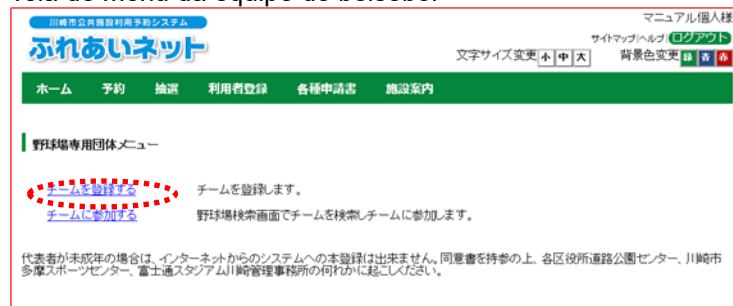 Tela de Menu da equipe de beisebol
川崎市公共施設利用予約システム
マニュアル個人様
ふれあいネット
サイトマップ|ヘルプ|ログアウト
文字サイズ変更 小 中 大 背景色変更 緑 青 赤
ホーム 予約 抽選 利用者登録 各種申請書 施設案内
野球場専用団体メニュー
チームを登録する チームを登録します。
チームに参加する 野球場検索画面でチームを検索しチームに参加します。
代表者が未成年の場合は、インターネットからのシステムへの本登録は出来ません。同意書を持参の上、各区役所道路公園センター、川崎市
多摩スポーツセンター、富士通スタジアム川崎管理事務所の何れかに起こしください。